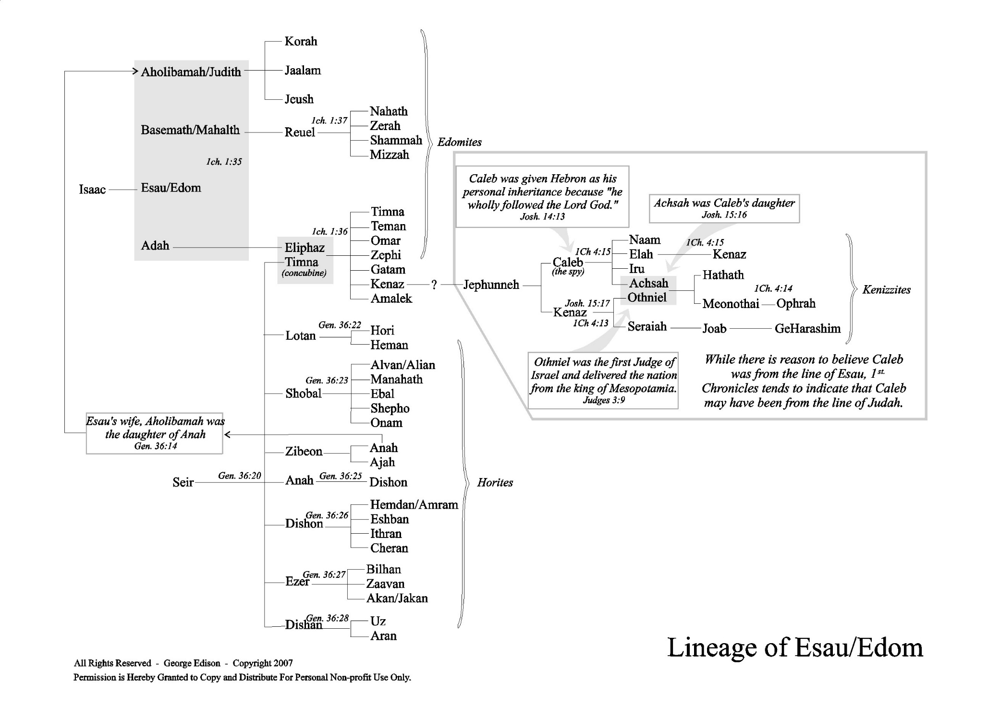 Korah
Aholibamah/Judith
Jaalam
Jeush
Basemath/Mahalth
Reuel
1ch. 1:37
Nahath
Zerah
Shammah
Mizzah
Edomites
1ch. 1:35
Isaac
Esau/Edom
Adah
Eliphaz
Timna
(concubine)
1ch. 1:36
Timna
Teman
Omar
Zephi
Gatam
Kenaz
?
Amalek
Caleb was given Hebron as his
personal inheritance because "he
wholly followed the Lord God."
Josh. 14:13
Achsah was Caleb's daughter
Josh. 15:16
Jephunneh
Caleb
(the spy)
1Ch 4:15
Naam
Elah
1Ch. 4:15
Kenaz
Iru
Achsah
Othniel
Hathath
1Ch. 4:14
Meonothai
Ophrah
Kenaz
Josh. 15:17
1Ch 4:13
Seraiah
Joab
GeHarashim
Kenizzites
Othniel was the first Judge of
Israel and delivered the nation
from the king of Mesopotamia.
Judges 3:9
While there is reason to believe Caleb
was from the line of Esau, 1st.
Chronicles tends to indicate that Caleb
may have been from the line of Judah.
Lotan
Gen. 36:22
Hori
Heman
Shobal
Gen. 36:23
Alvan/Alian
Manahath
Ebal
Shepho
Onam
Esau's wife, Aholibamah was
the daughter of Anah
Gen. 36:14
Zibeon
Anah
Ajah
Seir
Gen. 36:20
Anah
Gen. 36:25
Dishon
Horites
Dishon
Gen. 36:26
Hemdan/Amram
Eshban
Ithran
Cheran
Ezer
Gen. 36:27
Bilhan
Zaavan
Akan/Jakan
Dishan
Gen. 36:28
Uz
Aran
Lineage of Esau/Edom
All Rights Reserved - George Edison - Copyright 2007
Permission is Hereby Granted to Copy and Distribute For Personal Non-profit Use Only.